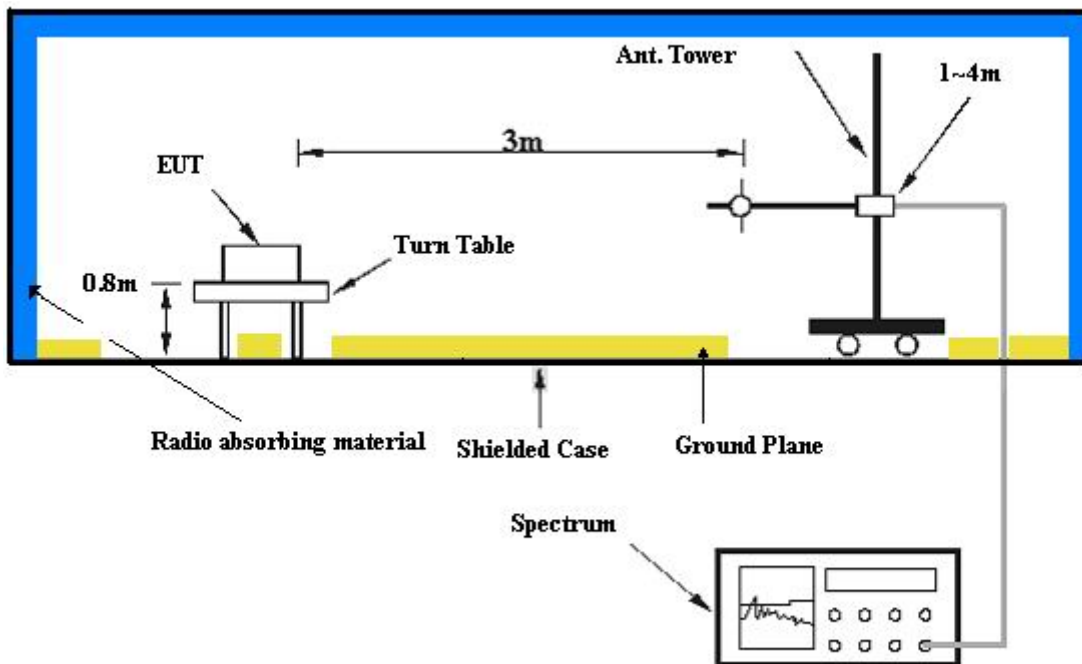 Ant. Tower
1~4m
3m
EUT
Turn Table
0.8m
Radio absorbing material
Shielded Case
Ground Plane
Spectrum